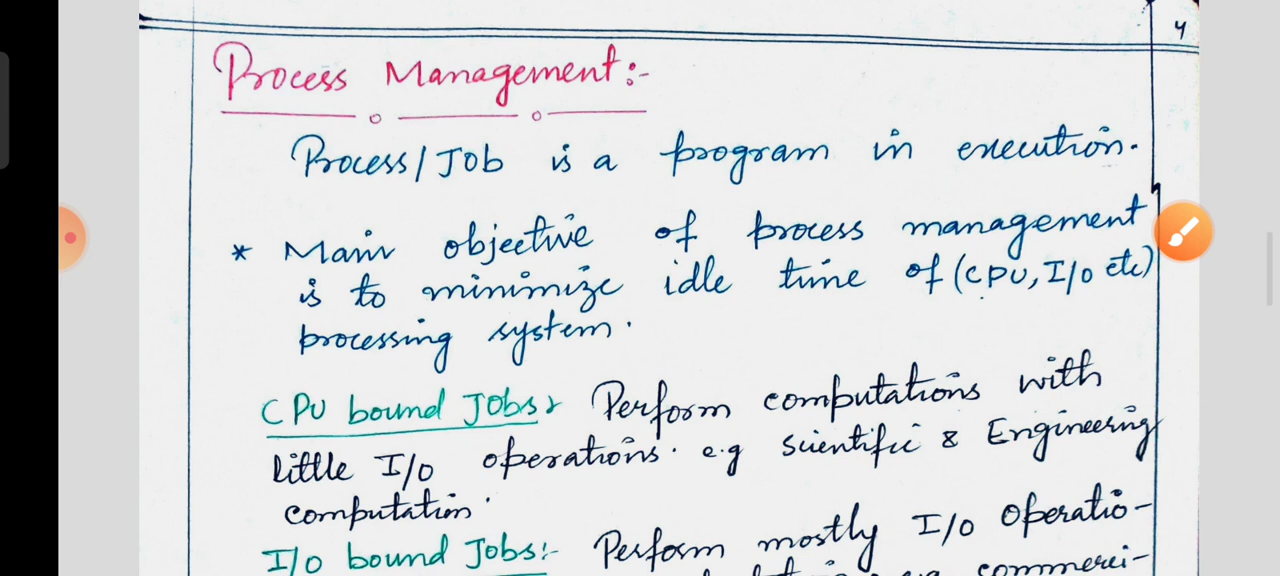 4
Process Management:-
Process/Job is a program in execution.
* Main objective of process management
is to minimize idle time of (CPU, I/O etc)
processing system.
CPU bound Jobs:- Perform computations with
little I/O operations. e.g Scientific & Engineering
computation.
I/O bound Jobs:- Perform mostly I/O operatio-
commerci-